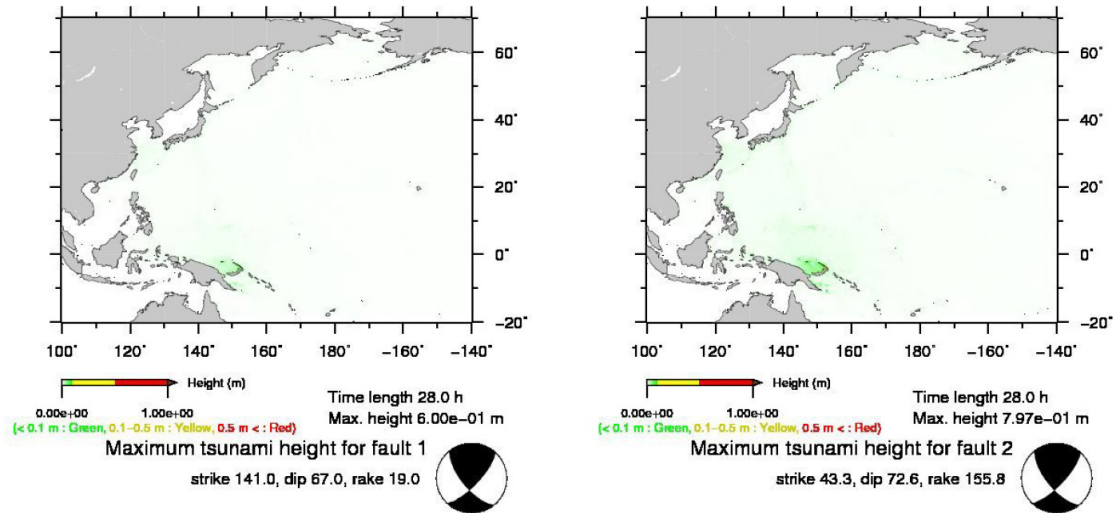 60°
40°
20°
0°
−20°
100° 120° 140° 160° 180° −160° −140°
Height (m)
0.00e+00 1.00e+00
(< 0.1 m : Green, 0.1−0.5 m : Yellow, 0.5 m < : Red)
Time length 28.0 h
Max. height 6.00e−01 m
Maximum tsunami height for fault 1
strike 141.0, dip 67.0, rake 19.0
60°
40°
20°
0°
−20°
100° 120° 140° 160° 180° −160° −140°
Height (m)
0.00e+00 1.00e+00
(< 0.1 m : Green, 0.1−0.5 m : Yellow, 0.5 m < : Red)
Time length 28.0 h
Max. height 7.97e−01 m
Maximum tsunami height for fault 2
strike 43.3, dip 72.6, rake 155.8